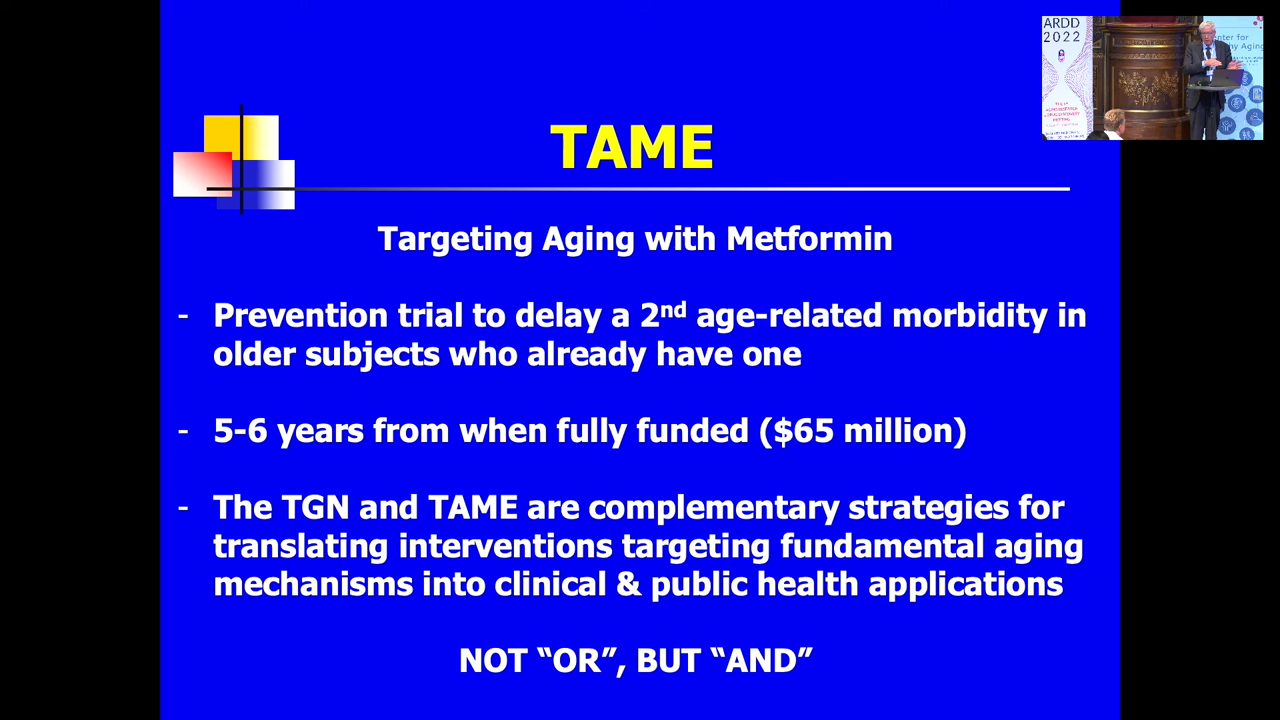 TAME
Targeting Aging with Metformin
- Prevention trial to delay a 2nd age-related morbidity in
older subjects who already have one
- 5-6 years from when fully funded ($65 million)
- The TGN and TAME are complementary strategies for
translating interventions targeting fundamental aging
mechanisms into clinical & public health applications
NOT “OR”, BUT “AND”
ARDD
2022